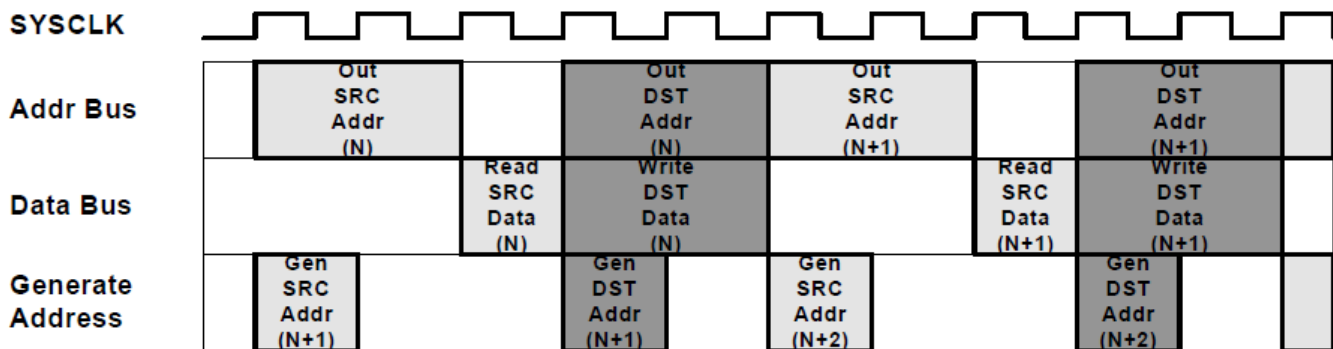 SYSCLK
Addr Bus
Out
SRC
Addr
(N)
Out
DST
Addr
(N)
Out
SRC
Addr
(N+1)
Out
DST
Addr
(N+1)
Data Bus
Read
SRC
Data
(N)
Write
DST
Data
(N)
Read
SRC
Data
(N+1)
Write
DST
Data
(N+1)
Generate
Address
Gen
SRC
Addr
(N+1)
Gen
DST
Addr
(N+1)
Gen
SRC
Addr
(N+2)
Gen
DST
Addr
(N+2)